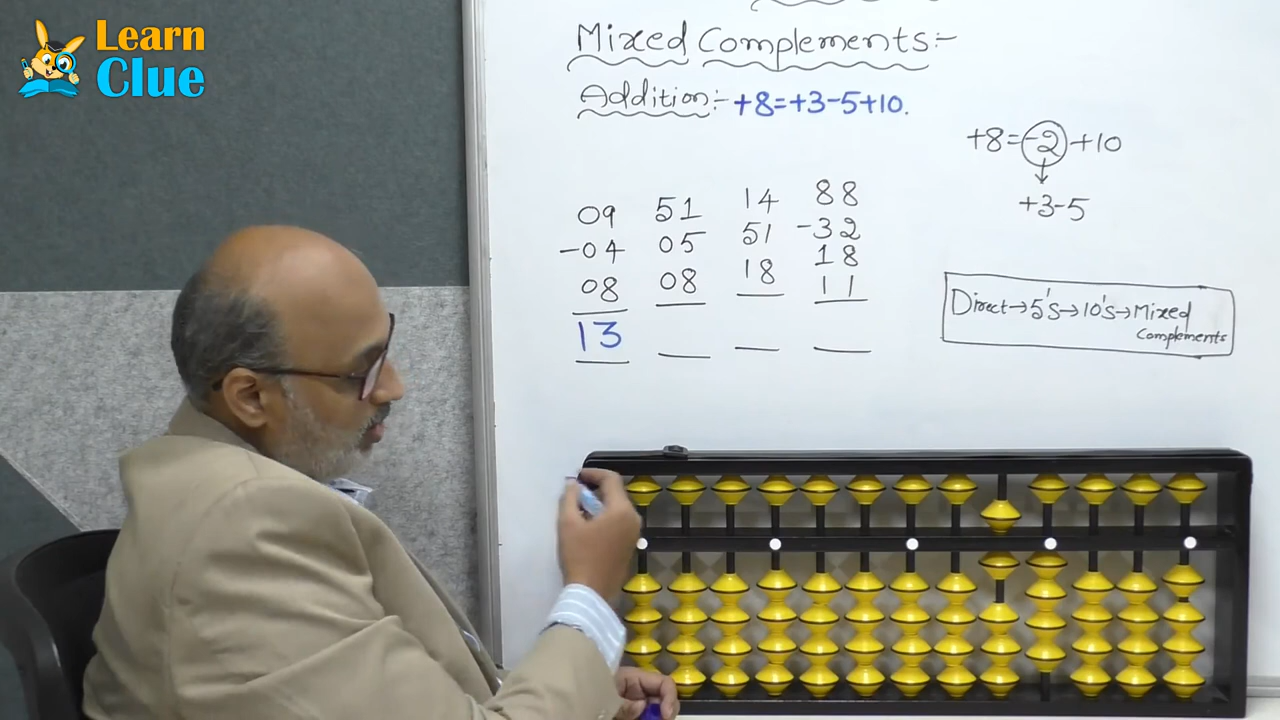 Learn
Clue
Mixed Complements:-
Addition:- +8=+3-5+10.
+8=-2+10
+3-5
09 51 14 88
-04 05 51 -32
08 08 18 18
11
13
Direct→5's→10's→Mixed
Complements